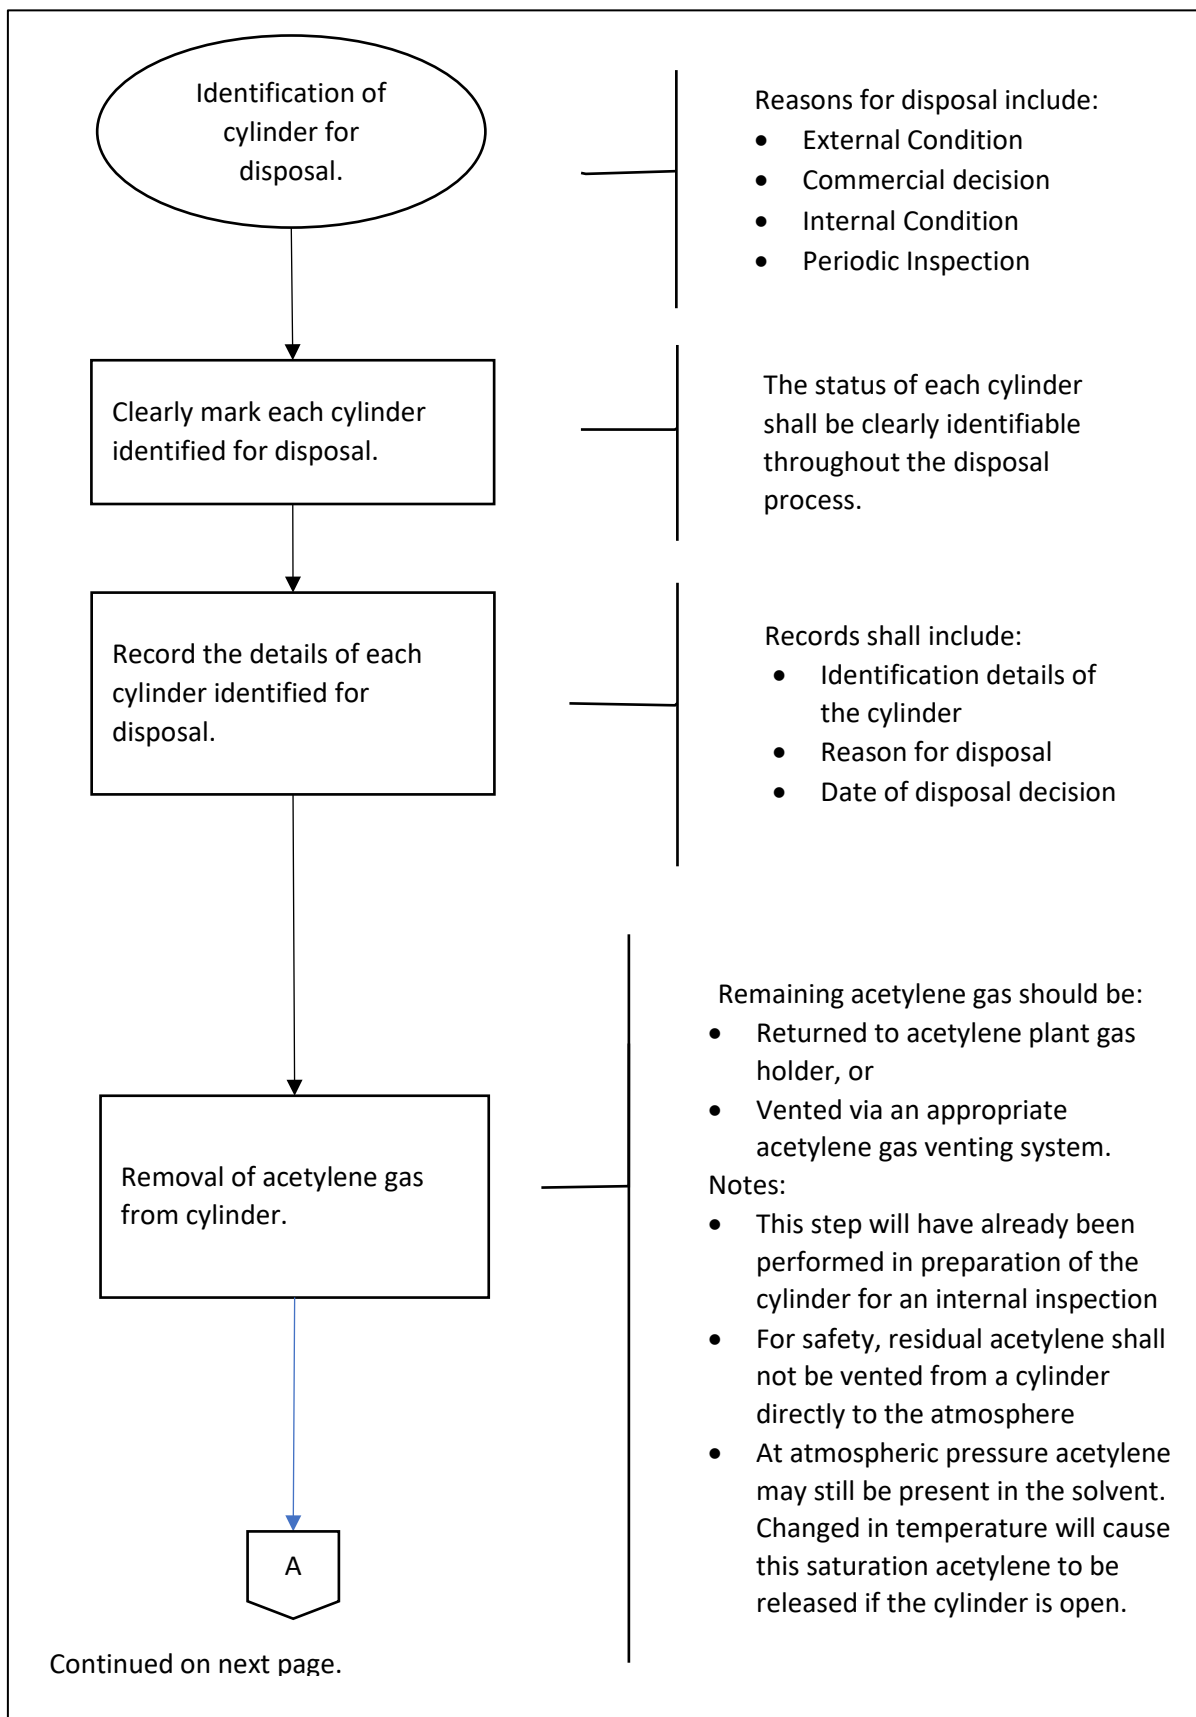 Identification of
cylinder for
disposal.
Reasons for disposal include:
• External Condition
• Commercial decision
• Internal Condition
• Periodic Inspection
Clearly mark each cylinder
identified for disposal.
The status of each cylinder
shall be clearly identifiable
throughout the disposal
process.
Record the details of each
cylinder identified for
disposal.
Records shall include:
• Identification details of
the cylinder
• Reason for disposal
• Date of disposal decision
Removal of acetylene gas
from cylinder.
Remaining acetylene gas should be:
• Returned to acetylene plant gas
holder, or
• Vented via an appropriate
acetylene gas venting system.
Notes:
• This step will have already been
performed in preparation of the
cylinder for an internal inspection
• For safety, residual acetylene shall
not be vented from a cylinder
directly to the atmosphere
• At atmospheric pressure acetylene
may still be present in the solvent.
Changed in temperature will cause
this saturation acetylene to be
released if the cylinder is open.
A
Continued on next page.